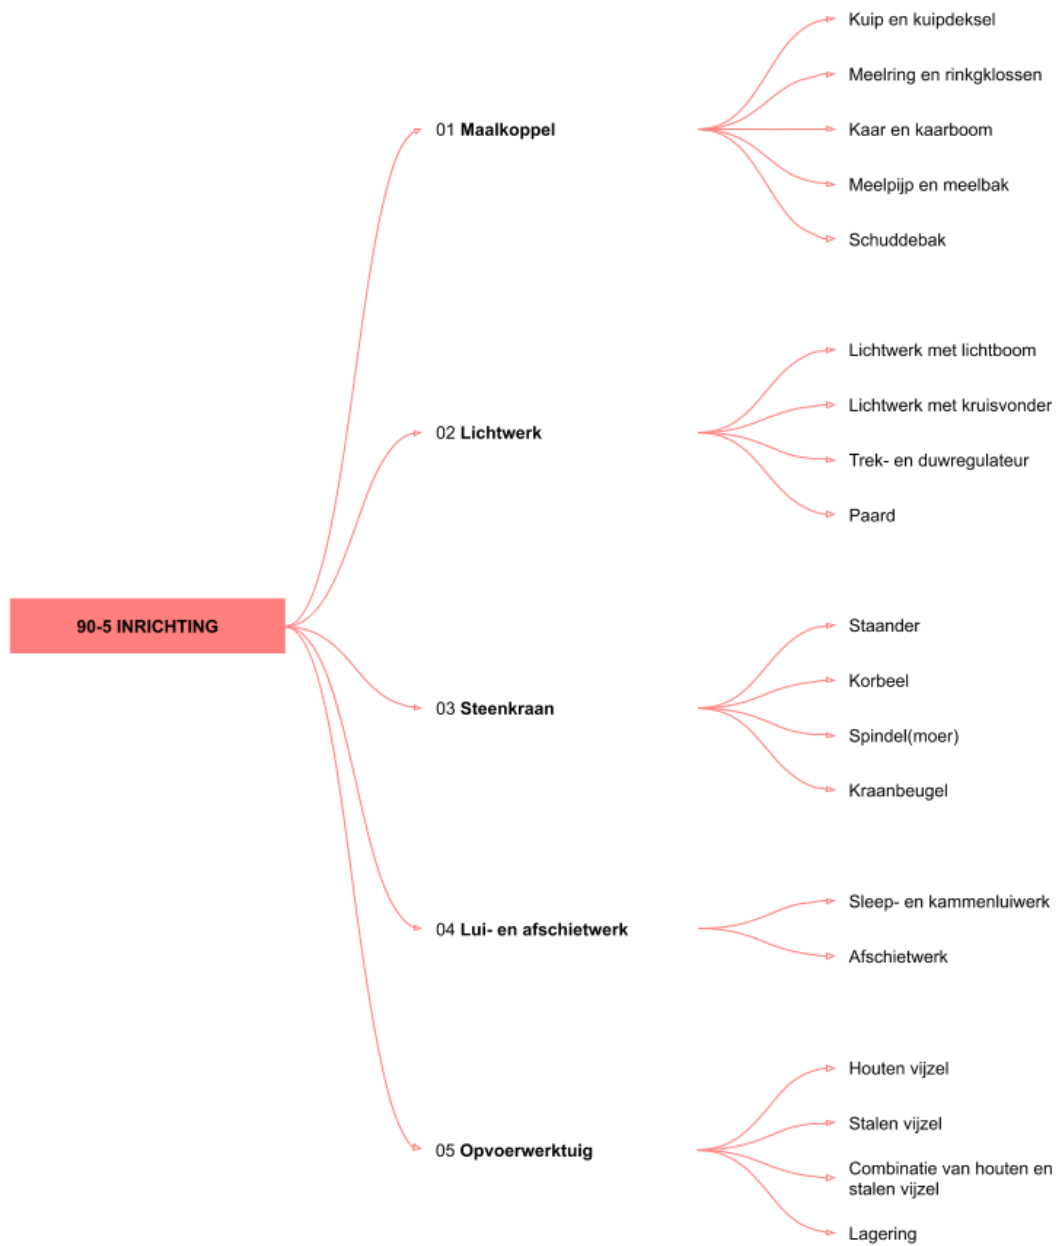 90-5 INRICHTING
01 Maalkoppel
Kuip en kuipdeksel
Meelring en rinkgklossen
Kaar en kaarboom
Meelpijp en meelbak
Schuddebak
02 Lichtwerk
Lichtwerk met lichtboom
Lichtwerk met kruisvonder
Trek- en duwregulateur
Paard
03 Steenkraan
Staander
Korbeel
Spindel(moer)
Kraanbeugel
04 Lui- en afschietwerk
Sleep- en kammenluiwerk
Afschietwerk
05 Opvoerwerktuig
Houten vijzel
Stalen vijzel
Combinatie van houten en
stalen vijzel
Lagering